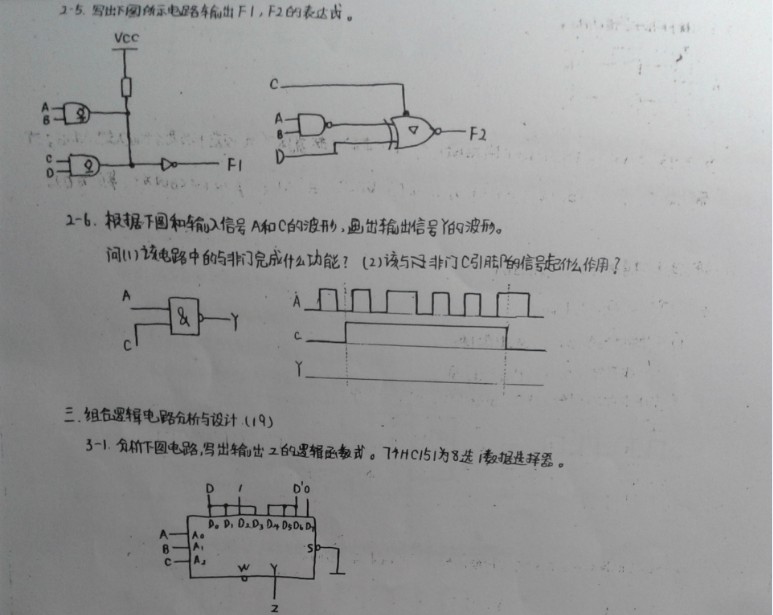 2-5. 写出下图所示电路输出F1, F2的表达式。
VCC
A
B
&
C
D
&
F1
C
A
B
D
▽
F2
2-6. 根据下图和输入信号A和C的波形,画出输出信号Y的波形。
问(1)该电路中的与非门完成什么功能? (2)该与非门C引脚的信号起什么作用?
A
C
&
Y
A
C
Y
三.组合逻辑电路分析与设计(19)
3-1. 分析下图电路,写出输出Z的逻辑函数式。74HC151为8选1数据选择器。
D 1 D' 0
D0 D1 D2 D3 D4 D5 D6 D7
A A0
B A1
C A2
S
W Y
Z